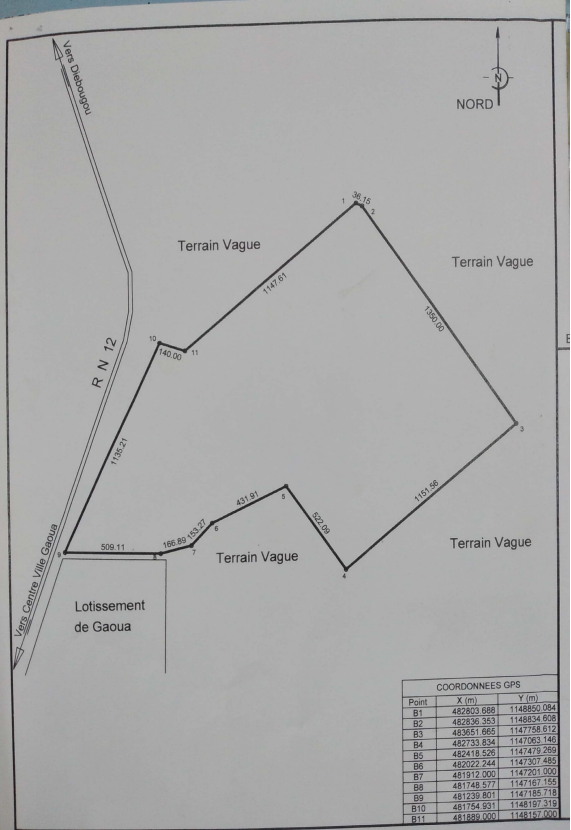 Vers Diebougou
N
NORD
36.15
1
2
Terrain Vague
Terrain Vague
1147.61
1350.00
10
140.00
11
R N 12
3
1135.21
1151.56
5
431.91
522.09
6
153.27
166.89
7
509.11
8
9
Terrain Vague
Terrain Vague
4
Vers Centre Ville Gaoua
Lotissement
de Gaoua
COORDONNEES GPS
Point X (m) Y (m)
B1 482803.688 1148850.084
B2 482836.353 1148834.608
B3 483651.665 1147758.612
B4 482733.834 1147063.146
B5 482418.526 1147479.269
B6 482022.244 1147307.485
B7 481912.000 1147201.000
B8 481748.577 1147167.155
B9 481239.801 1147185.718
B10 481754.931 1148197.319
B11 481889.000 1148157.000